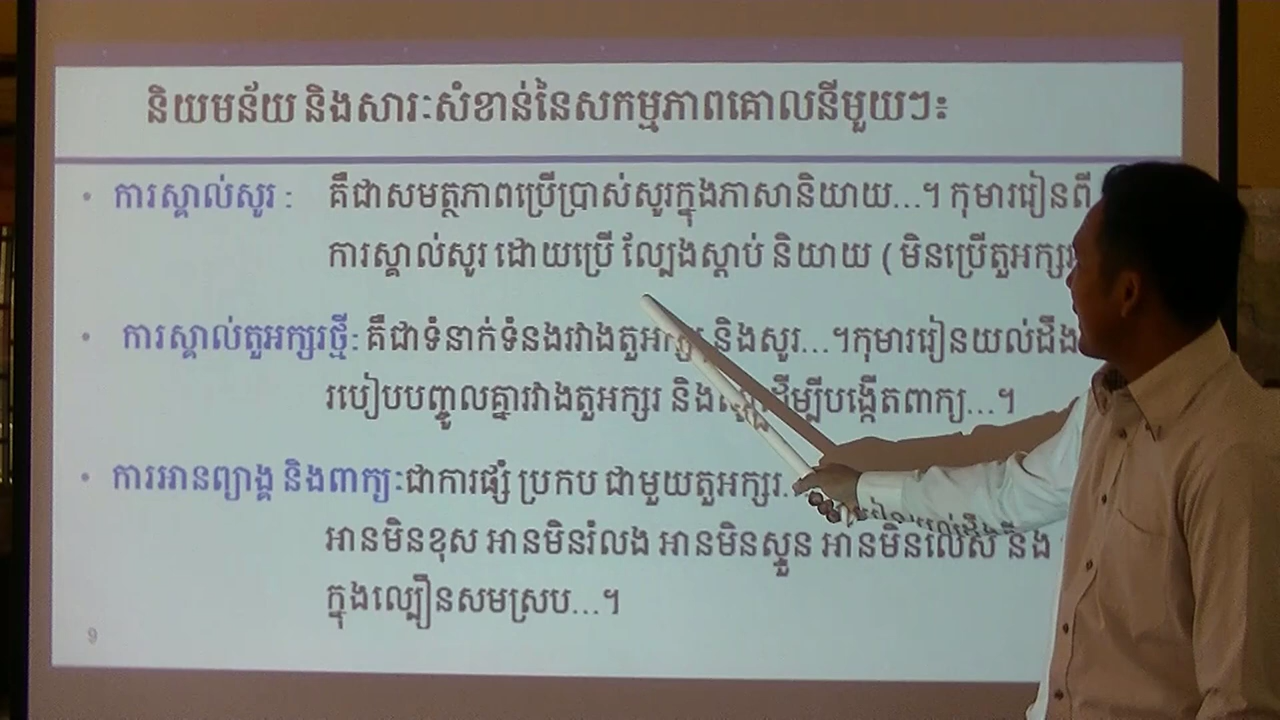 និយមន័យ និងសារៈសំខាន់នៃសកម្មភាពគោលនីមួយៗ៖
• ការស្គាល់សូរ : គឺជាសមត្ថភាពប្រើប្រាស់សូរក្នុងភាសានិយាយ...។ កុមាររៀនពី
ការស្គាល់សូរ ដោយប្រើ ល្បែងស្តាប់ និយាយ ( មិនប្រើតួអក្សរ
• ការស្គាល់តួអក្សរថ្មី: គឺជាទំនាក់ទំនងរវាងតួអក្សរ និងសូរ...។កុមាររៀនយល់ដឹង
របៀបបញ្ចូលគ្នារវាងតួអក្សរ និង ដើម្បីបង្កើតពាក្យ...។
• ការអានព្យាង្គ និងពាក្យៈជាការផ្សំ ប្រកប ជាមួយតួអក្សរ. រៀនយល់ដឹងពី
អានមិនខុស អានមិនរំលង អានមិនស្ទួន អានមិនលើស និង
ក្នុងល្បឿនសមស្រប...។
9